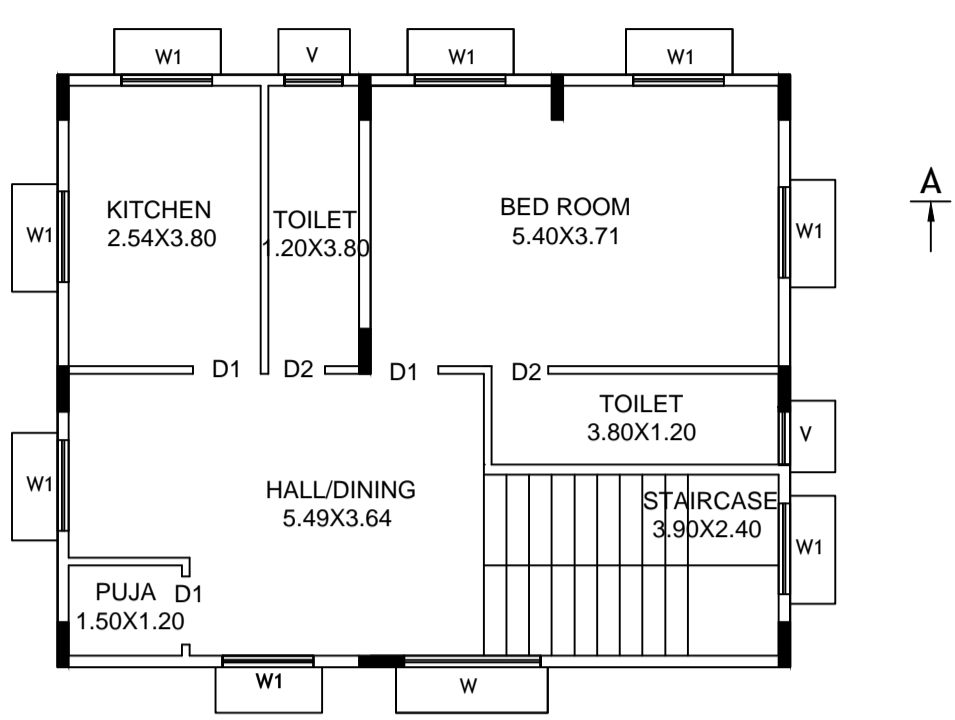 W1
V
W1
W1
A
KITCHEN
2.54X3.80
TOILET
1.20X3.80
BED ROOM
5.40X3.71
W1
W1
D1
D2
D1
D2
TOILET
3.80X1.20
V
W1
HALL/DINING
5.49X3.64
STAIRCASE
3.90X2.40
W1
PUJA
1.50X1.20
D1
W1
W